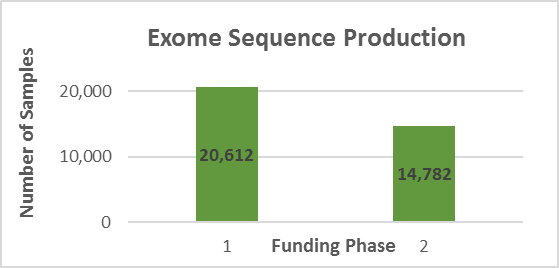 Exome Sequence Production
Number of Samples
20,000
10,000
0
20,612
14,782
1 Funding Phase 2